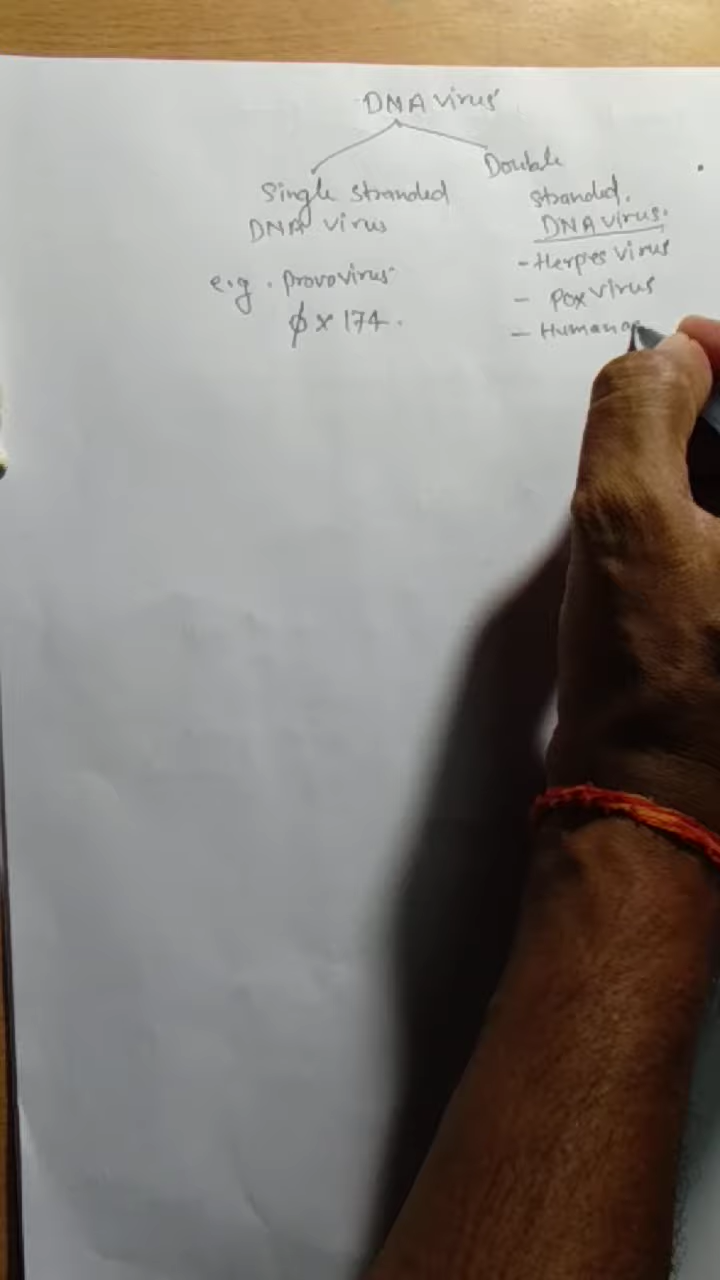 DNA virus
Single stranded
DNA virus
e.g. provovirus
φ x 174.
Double
stranded.
DNA virus.
- Herpes virus
- pox virus
- Human